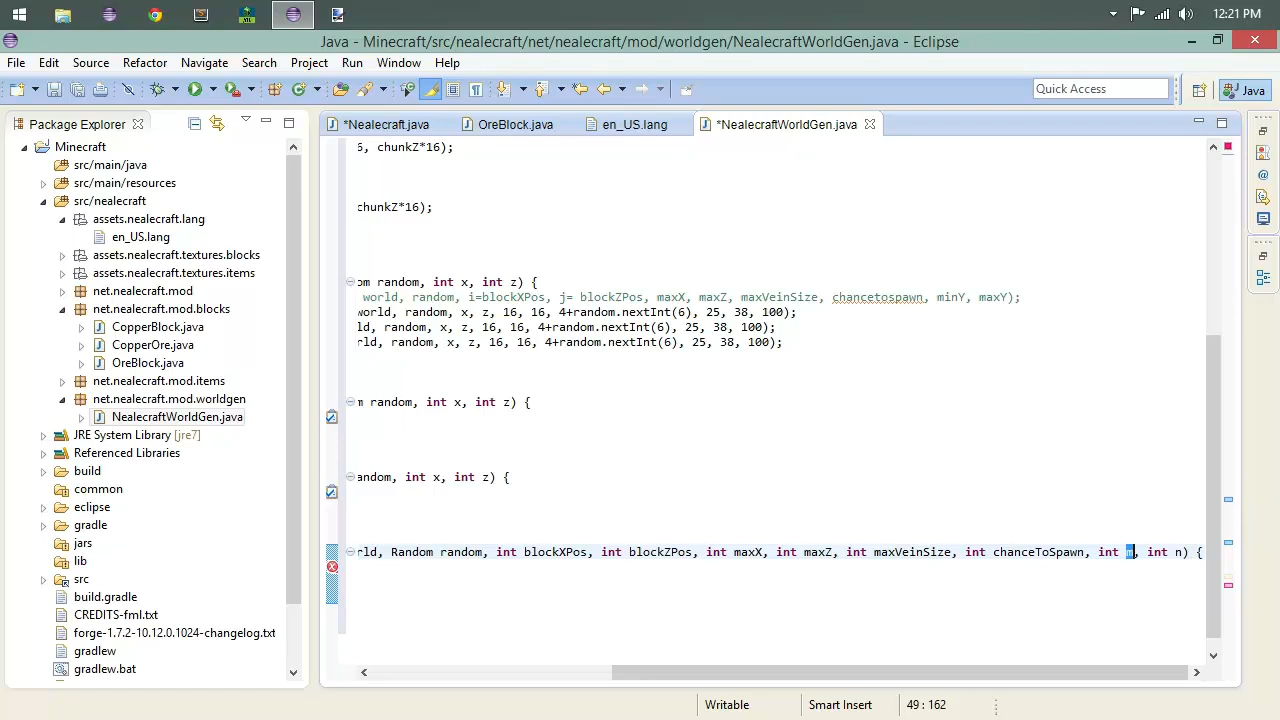 12:21 PM
Java - Minecraft/src/nealecraft/net/nealecraft/mod/worldgen/NealecraftWorldGen.java - Eclipse
File Edit Source Refactor Navigate Search Project Run Window Help
Quick Access
Java
Package Explorer
*Nealecraft.java
OreBlock.java
en_US.lang
*NealecraftWorldGen.java
Minecraft
src/main/java
src/main/resources
src/nealecraft
assets.nealecraft.lang
en_US.lang
assets.nealecraft.textures.blocks
assets.nealecraft.textures.items
net.nealecraft.mod
net.nealecraft.mod.blocks
CopperBlock.java
CopperOre.java
OreBlock.java
net.nealecraft.mod.items
net.nealecraft.mod.worldgen
NealecraftWorldGen.java
JRE System Library [jre7]
Referenced Libraries
build
common
eclipse
gradle
jars
lib
src
build.gradle
CREDITS-fml.txt
forge-1.7.2-10.12.0.1024-changelog.txt
gradlew
gradlew.bat
6, chunkZ*16);
chunkZ*16);
om random, int x, int z) {
world, random, i=blockXPos, j= blockZPos, maxX, maxZ, maxVeinSize, chancetospawn, minY, maxY);
world, random, x, z, 16, 16, 4+random.nextInt(6), 25, 38, 100);
ld, random, x, z, 16, 16, 4+random.nextInt(6), 25, 38, 100);
rld, random, x, z, 16, 16, 4+random.nextInt(6), 25, 38, 100);
m random, int x, int z) {
andom, int x, int z) {
rld, Random random, int blockXPos, int blockZPos, int maxX, int maxZ, int maxVeinSize, int chanceToSpawn, int m, int n) {
Writable
Smart Insert
49 : 162